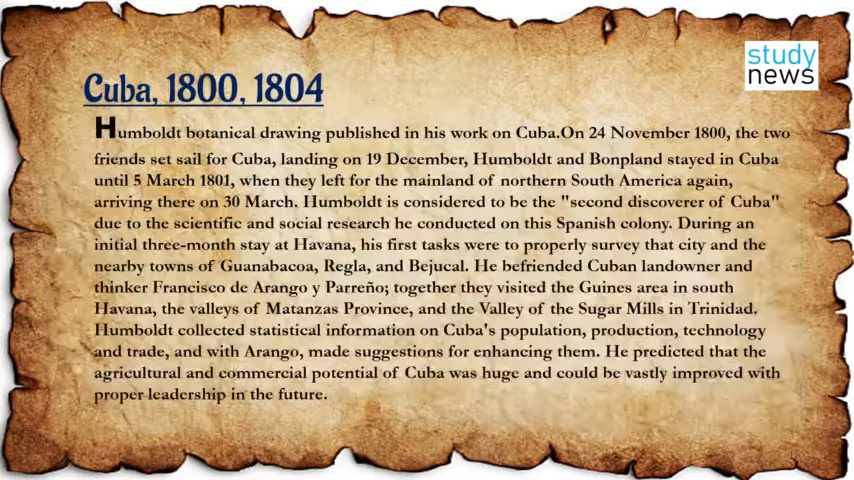 study
news
Cuba, 1800, 1804
Humboldt botanical drawing published in his work on Cuba.On 24 November 1800, the two
friends set sail for Cuba, landing on 19 December, Humboldt and Bonpland stayed in Cuba
until 5 March 1801, when they left for the mainland of northern South America again,
arriving there on 30 March. Humboldt is considered to be the "second discoverer of Cuba"
due to the scientific and social research he conducted on this Spanish colony. During an
initial three-month stay at Havana, his first tasks were to properly survey that city and the
nearby towns of Guanabacoa, Regla, and Bejucal. He befriended Cuban landowner and
thinker Francisco de Arango y Parreño; together they visited the Guines area in south
Havana, the valleys of Matanzas Province, and the Valley of the Sugar Mills in Trinidad.
Humboldt collected statistical information on Cuba's population, production, technology
and trade, and with Arango, made suggestions for enhancing them. He predicted that the
agricultural and commercial potential of Cuba was huge and could be vastly improved with
proper leadership in the future.